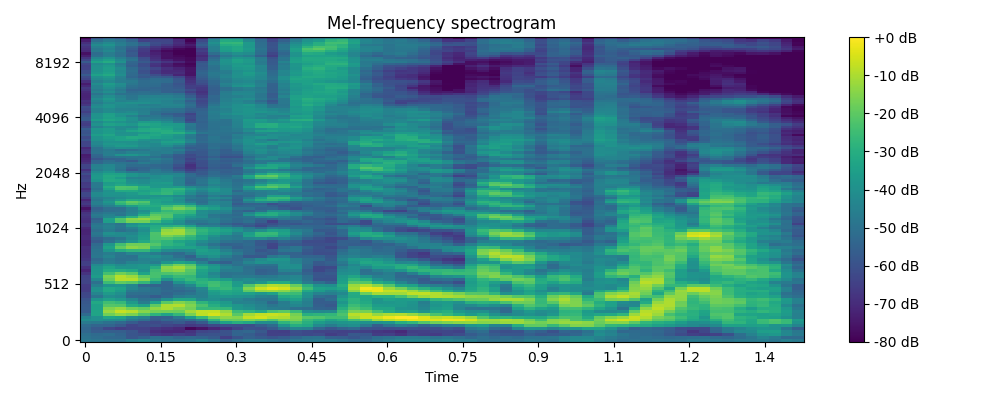 Mel-frequency spectrogram
8192
4096
2048
1024
512
0
Hz
0 0.15 0.3 0.45 0.6 0.75 0.9 1.1 1.2 1.4
Time
+0 dB
-10 dB
-20 dB
-30 dB
-40 dB
-50 dB
-60 dB
-70 dB
-80 dB